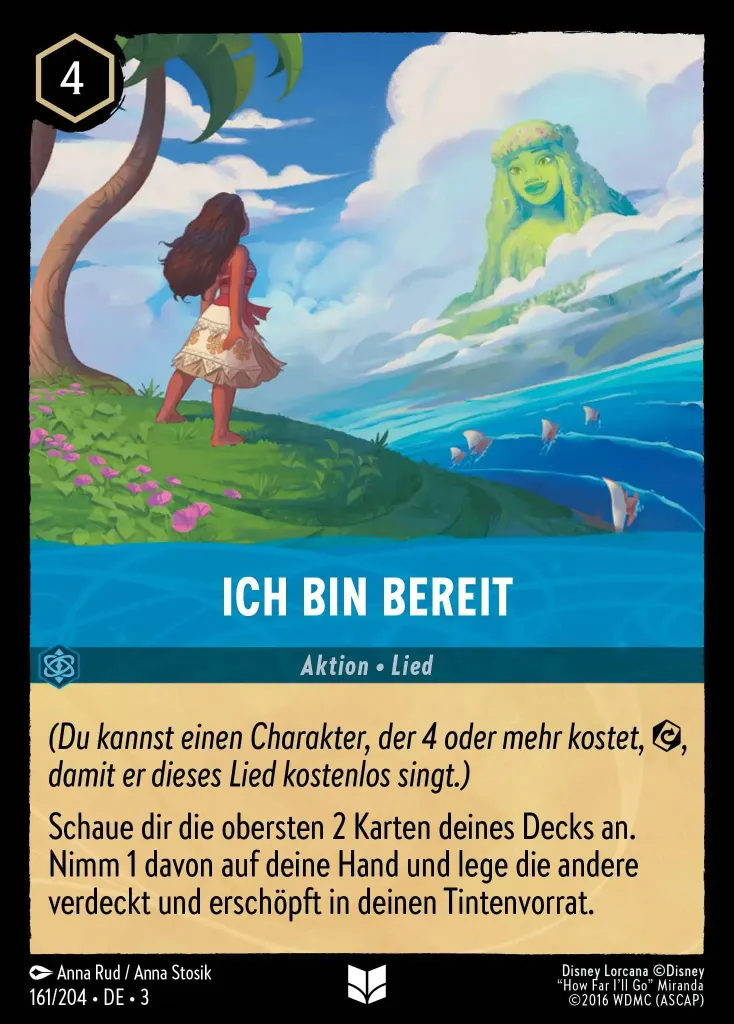 4
ICH BIN BEREIT
Aktion • Lied
(Du kannst einen Charakter, der 4 oder mehr kostet, ,
damit er dieses Lied kostenlos singt.)
Schaue dir die obersten 2 Karten deines Decks an.
Nimm 1 davon auf deine Hand und lege die andere
verdeckt und erschöpft in deinen Tintenvorrat.
Anna Rud / Anna Stosik
161/204 • DE • 3
Disney Lorcana ©Disney
“How Far I’ll Go” Miranda
©2016 WDMC (ASCAP)